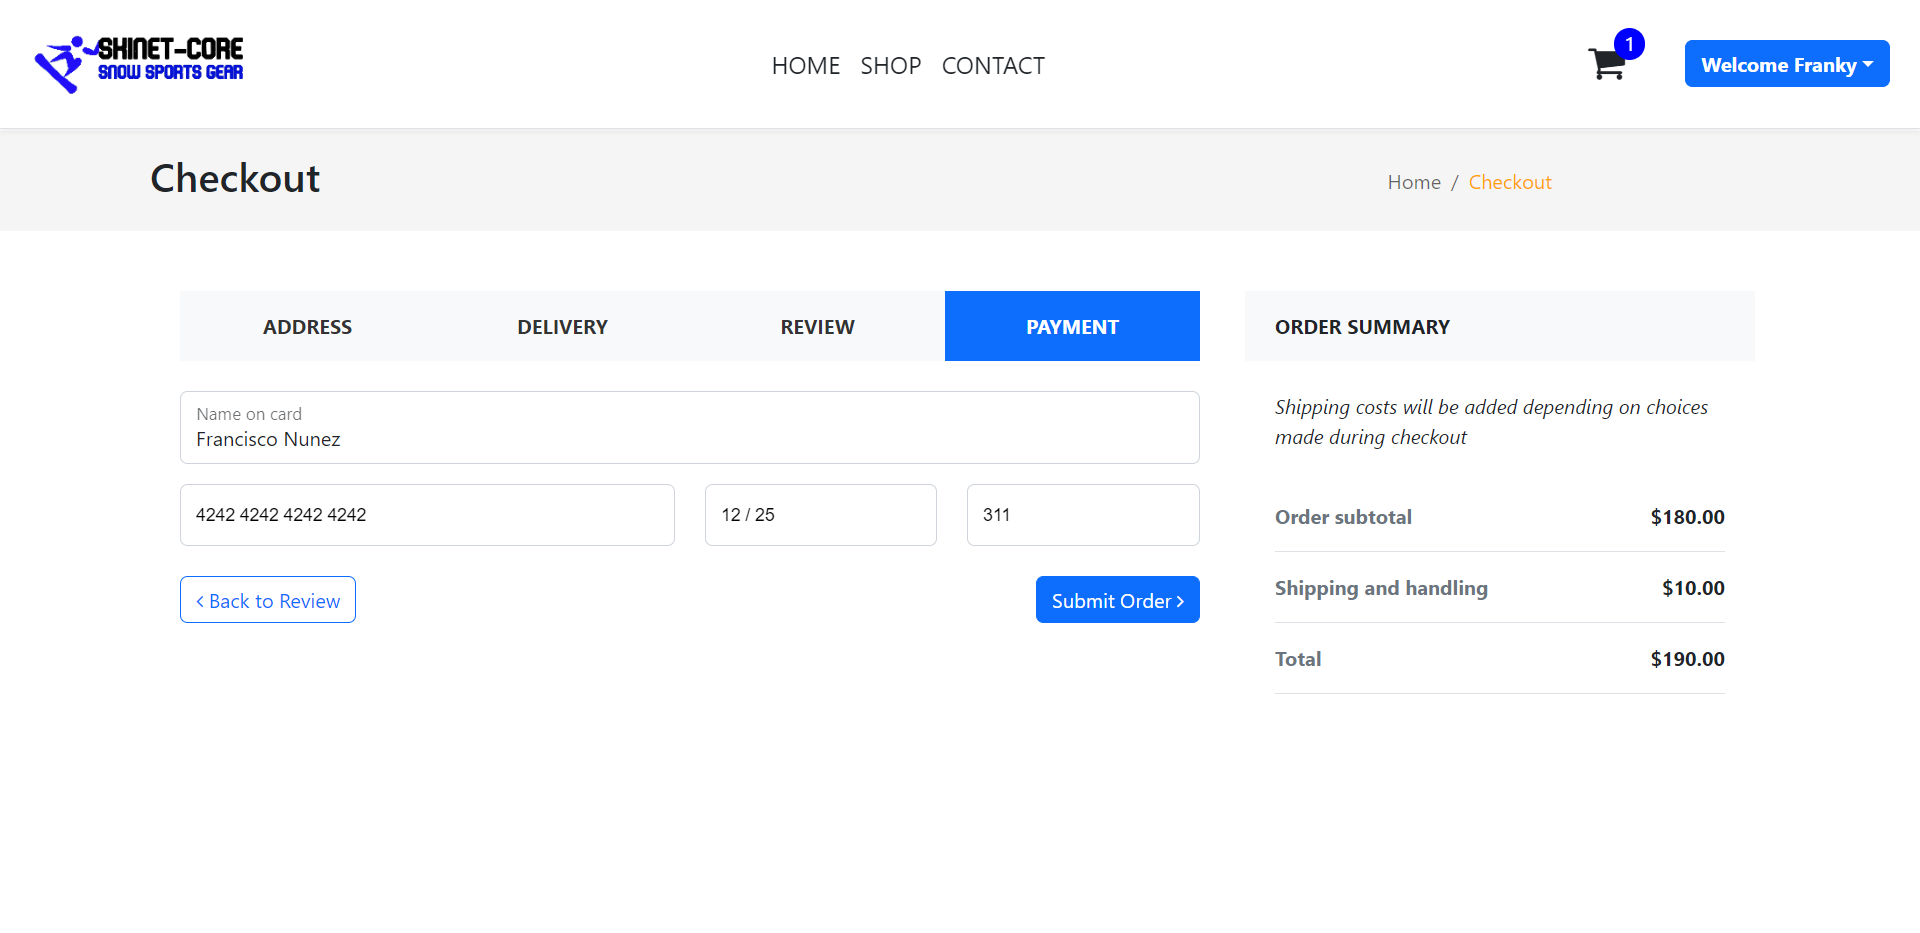 SKINET-CORE
SNOW SPORTS GEAR
HOME SHOP CONTACT
1
Welcome Franky
Checkout
Home / Checkout
ADDRESS DELIVERY REVIEW PAYMENT
Name on card
Francisco Nunez
4242 4242 4242 4242 12 / 25 311
Back to Review Submit Order
ORDER SUMMARY
Shipping costs will be added depending on choices
made during checkout
Order subtotal $180.00
Shipping and handling $10.00
Total $190.00